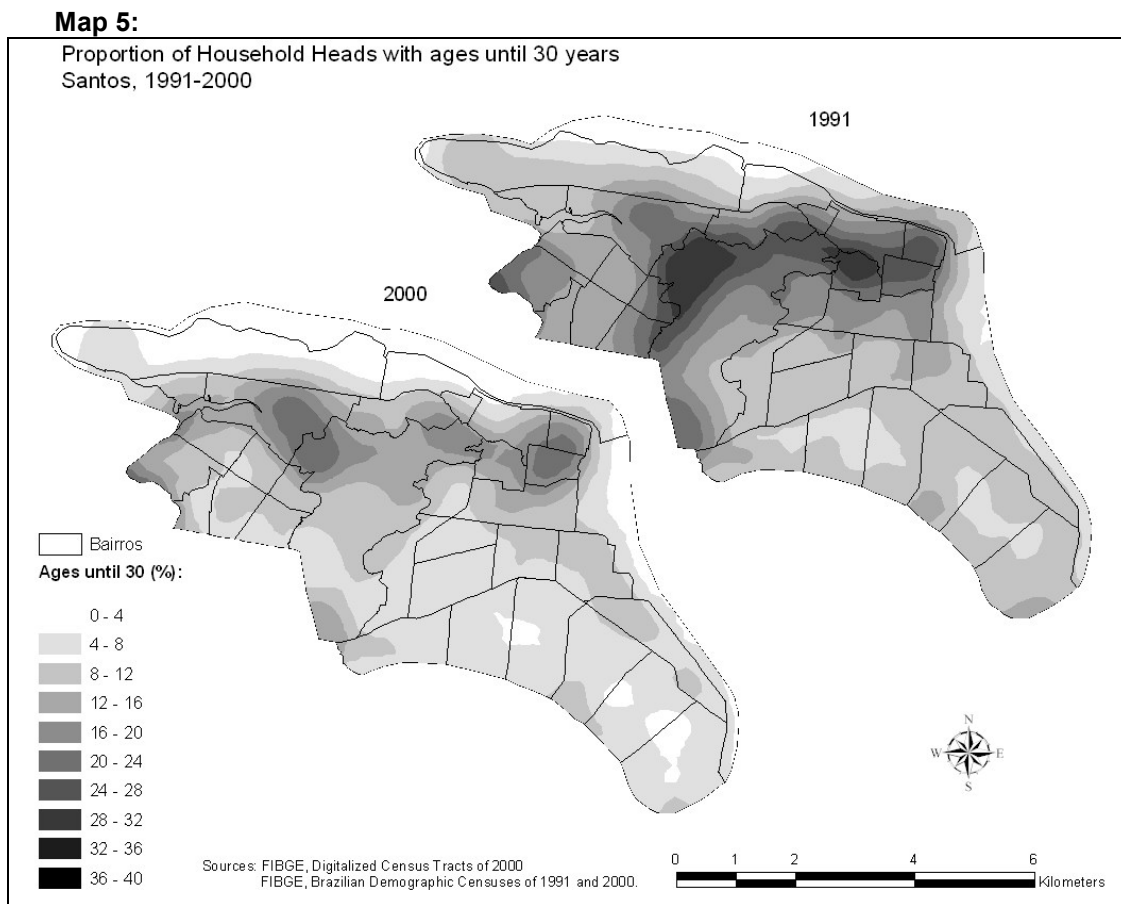 Map 5:
Proportion of Household Heads with ages until 30 years
Santos, 1991-2000
1991
2000
Bairros
Ages until 30 (%):
0 - 4
4 - 8
8 - 12
12 - 16
16 - 20
20 - 24
24 - 28
28 - 32
32 - 36
36 - 40
N
W E
S
Sources: FIBGE, Digitalized Census Tracts of 2000
FIBGE, Brazilian Demographic Censuses of 1991 and 2000.
0 1 2 4 6
Kilometers